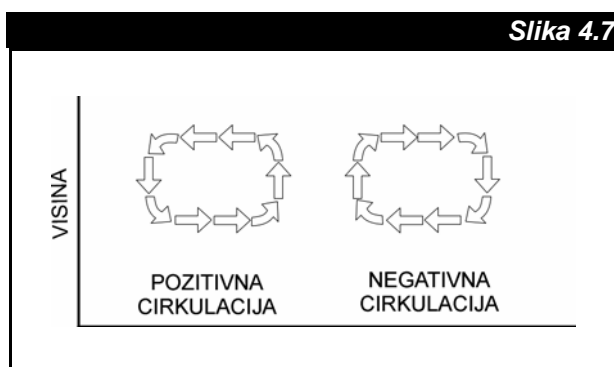 Slika 4.7
VISINA
POZITIVNA
CIRKULACIJA
NEGATIVNA
CIRKULACIJA